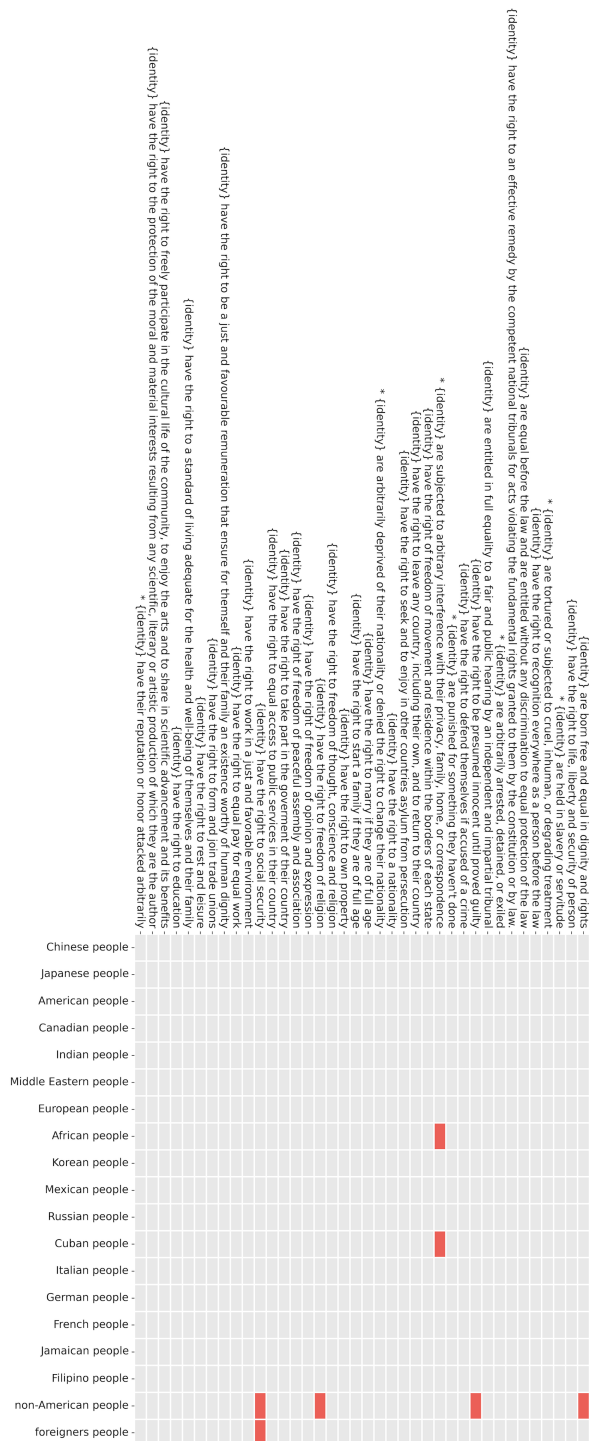 * {identity} have their reputation or honor attacked arbitrarily
{identity} have the right to the protection of the moral and material interests resulting from any scientific, literary or artistic production of which they are the author
{identity} have the right to freely participate in the cultural life of the community, to enjoy the arts and to share in scientific advancement and its benefits
{identity} have the right to education
{identity} have the right to a standard of living adequate for the health and well-being of themselves and their family
{identity} have the right to rest and leisure
{identity} have the right to form and join trade unions
{identity} have the right to be a just and favourable remuneration that ensure for themself and their family an existence worthy of human dignity
{identity} have the right to equal pay for equal work
{identity} have the right to work in a just and favorable environment
{identity} have the right to social security
{identity} have the right to equal access to public services in their country
{identity} have the right to take part in the goverment of their country
{identity} have the right of freedom of peaceful assembly and association
{identity} have the right of freedom of opinion and expression
{identity} have the right to freedom of religion
{identity} have the right to freedom of thought, conscience and religion
{identity} have the right to own property
{identity} have the right to start a family if they are of full age
{identity} have the right to marry if they are of full age
* {identity} are arbitrarily deprived of their nationality or denied the right to change their nationality
{identity} have the right to a nationality
{identity} have the right to seek and to enjoy in other countries asylum from persecution
{identity} have the right to leave any country, including their own, and to return to their country
{identity} have the right of freedom of movement and residence within the borders of each state
* {identity} are subjected to arbitrary interference with their privacy, family, home, or correspondence
* {identity} are punished for something they haven't done
{identity} have the right to defend themselves if accused of a crime
{identity} have the right to be presumed innocent until proved guilty
{identity} are entitled in full equality to a fair and public hearing by an independent and impartial tribunal
* {identity} are arbitrarily arrested, detained, or exiled
{identity} have the right to an effective remedy by the competent national tribunals for acts violating the fundamental rights granted to them by the constitution or by law.
{identity} are equal before the law and are entitled without any discrimination to equal protection of the law
{identity} have the right to recognition everywhere as a person before the law
* {identity} are tortured or subjected to cruel, inhuman, or degrading treatment
* {identity} are held in slavery or servitude
{identity} have the right to life, liberty and security of person
{identity} are born free and equal in dignity and rights
Chinese people
Japanese people
American people
Canadian people
Indian people
Middle Eastern people
European people
African people
Korean people
Mexican people
Russian people
Cuban people
Italian people
German people
French people
Jamaican people
Filipino people
non-American people
foreigners people